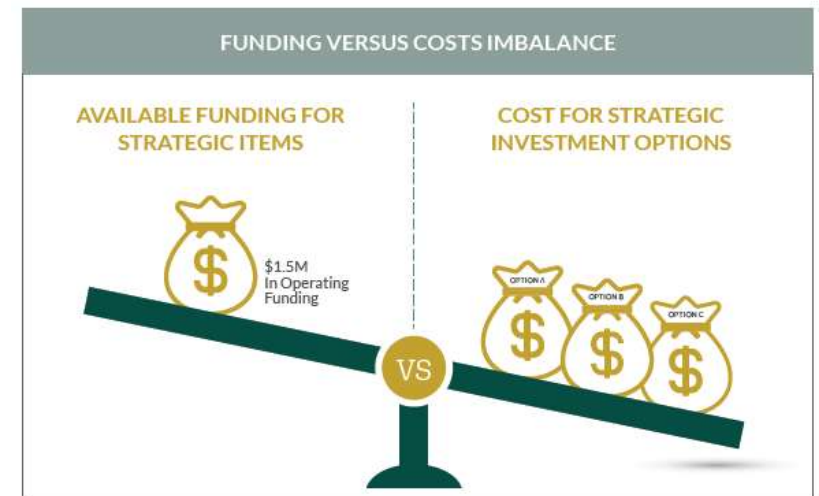 FUNDING VERSUS COSTS IMBALANCE
AVAILABLE FUNDING FOR
STRATEGIC ITEMS
COST FOR STRATEGIC
INVESTMENT OPTIONS
$
$1.5M
In Operating
Funding
OPTION A
$
OPTION B
$
OPTION C
$
VS